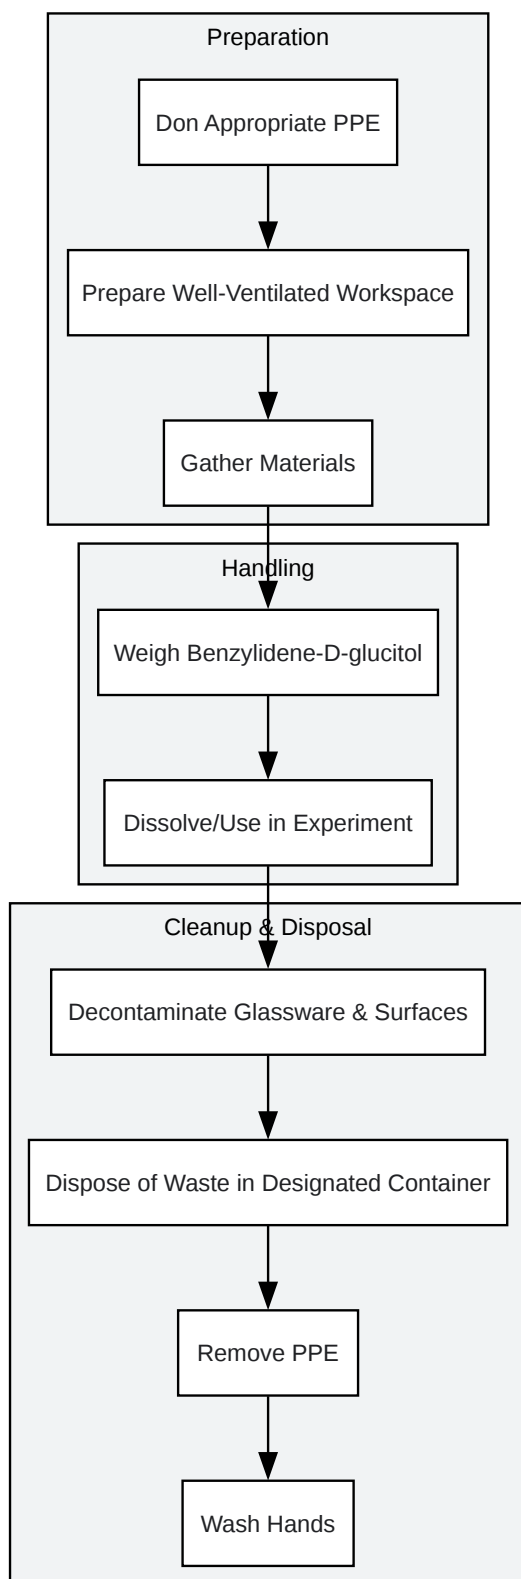 Preparation
Don Appropriate PPE
Prepare Well-Ventilated Workspace
Gather Materials
Handling
Weigh Benzylidene-D-glucitol
Dissolve/Use in Experiment
Cleanup & Disposal
Decontaminate Glassware & Surfaces
Dispose of Waste in Designated Container
Remove PPE
Wash Hands